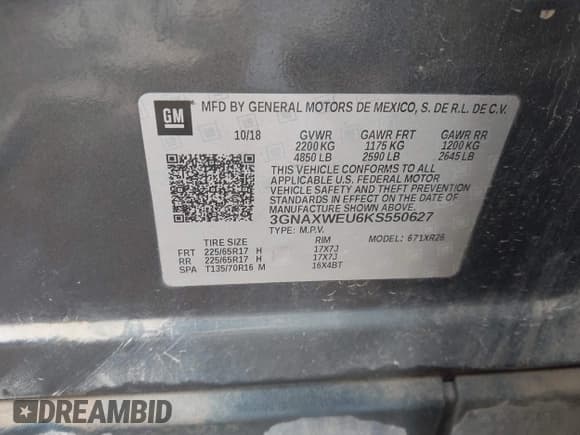 GM
MFD BY GENERAL MOTORS DE MEXICO, S. DE R.L. DE C.V.
10/18 GVWR GAWR FRT GAWR RR
2200 KG 1175 KG 1200 KG
4850 LB 2590 LB 2645 LB
THIS VEHICLE CONFORMS TO ALL
APPLICABLE U.S. FEDERAL MOTOR
VEHICLE SAFETY AND THEFT PREVENTION
STANDARDS IN EFFECT ON THE DATE OF
MANUFACTURE SHOWN ABOVE.
3GNAXWEU6KS550627
TYPE: M.P.V. MODEL: 671XR26
TIRE SIZE RIM
FRT 225/65R17 H 17X7J
RR 225/65R17 H 17X7J
SPA T135/70R16 M 16X4BT
DREAMBID